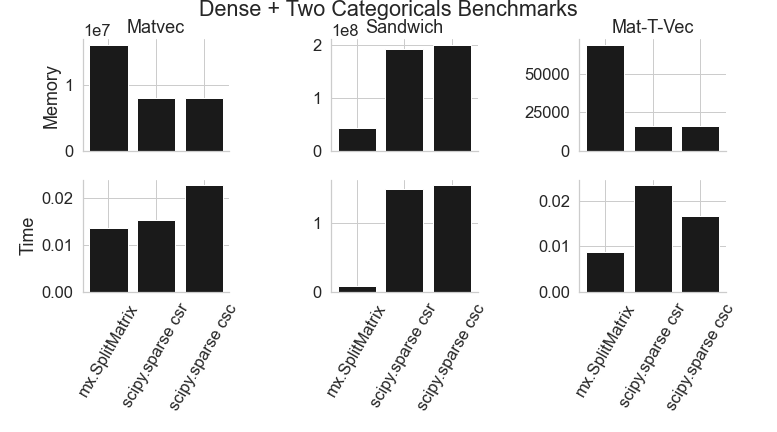 Dense + Two Categoricals Benchmarks
Matvec
Sandwich
Mat-T-Vec
1e7
1e8
Memory
1
0
2
1
0
50000
25000
0
Time
0.02
0.01
0.00
1
0
0.02
0.01
0.00
mx.SplitMatrix
scipy.sparse csr
scipy.sparse csc
mx.SplitMatrix
scipy.sparse csr
scipy.sparse csc
mx.SplitMatrix
scipy.sparse csr
scipy.sparse csc